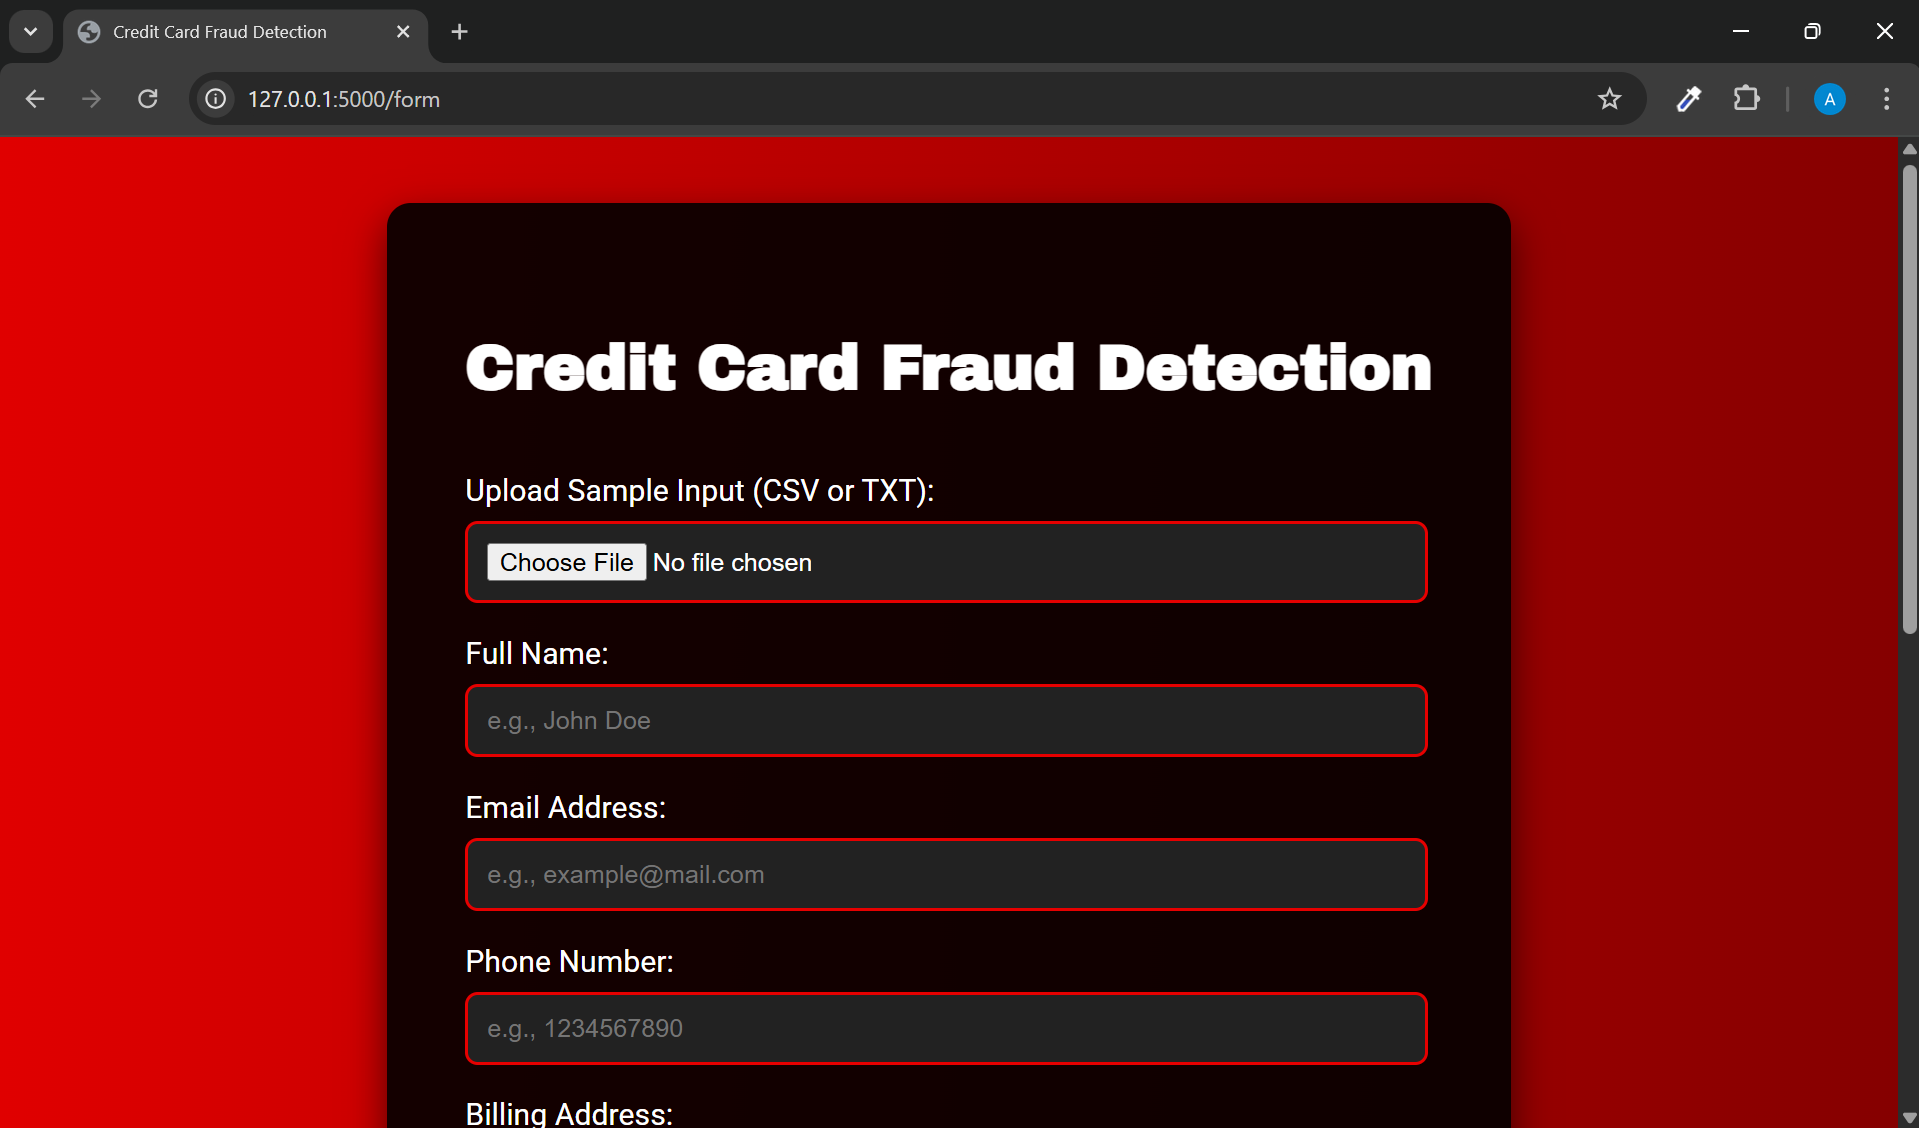 Credit Card Fraud Detection
127.0.0.1:5000/form
A
Credit Card Fraud Detection
Upload Sample Input (CSV or TXT):
Choose File No file chosen
Full Name:
e.g., John Doe
Email Address:
e.g., example@mail.com
Phone Number:
e.g., 1234567890
Billing Address: